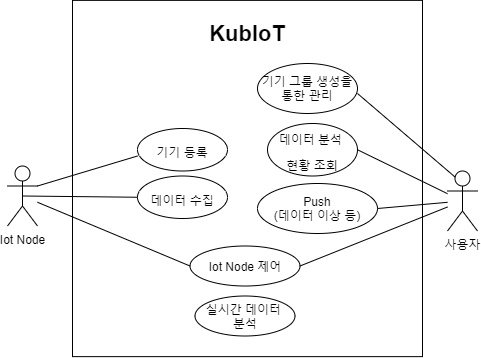 KubIoT
기기 그룹 생성을
통한 관리
기기 등록
데이터 분석
현황 조회
데이터 수집
Push
(데이터 이상 등)
Iot Node
사용자
Iot Node 제어
실시간 데이터
분석